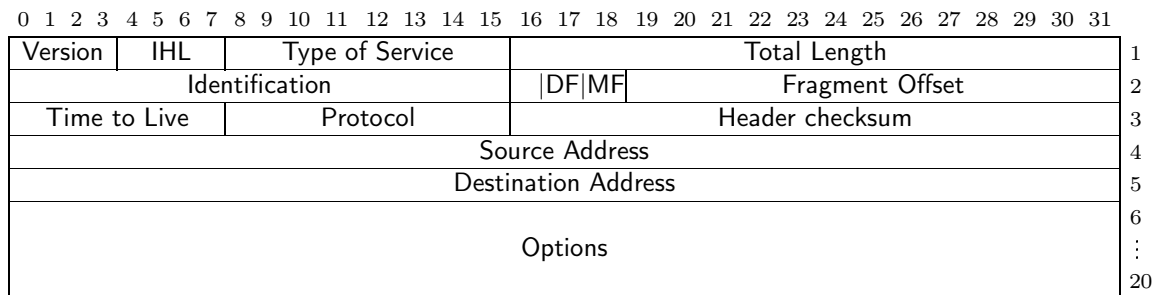 0 1 2 3 4 5 6 7 8 9 10 11 12 13 14 15 16 17 18 19 20 21 22 23 24 25 26 27 28 29 30 31
Version IHL Type of Service Total Length 1
Identification |DF|MF Fragment Offset 2
Time to Live Protocol Header checksum 3
Source Address 4
Destination Address 5
6
Options ⋮
20